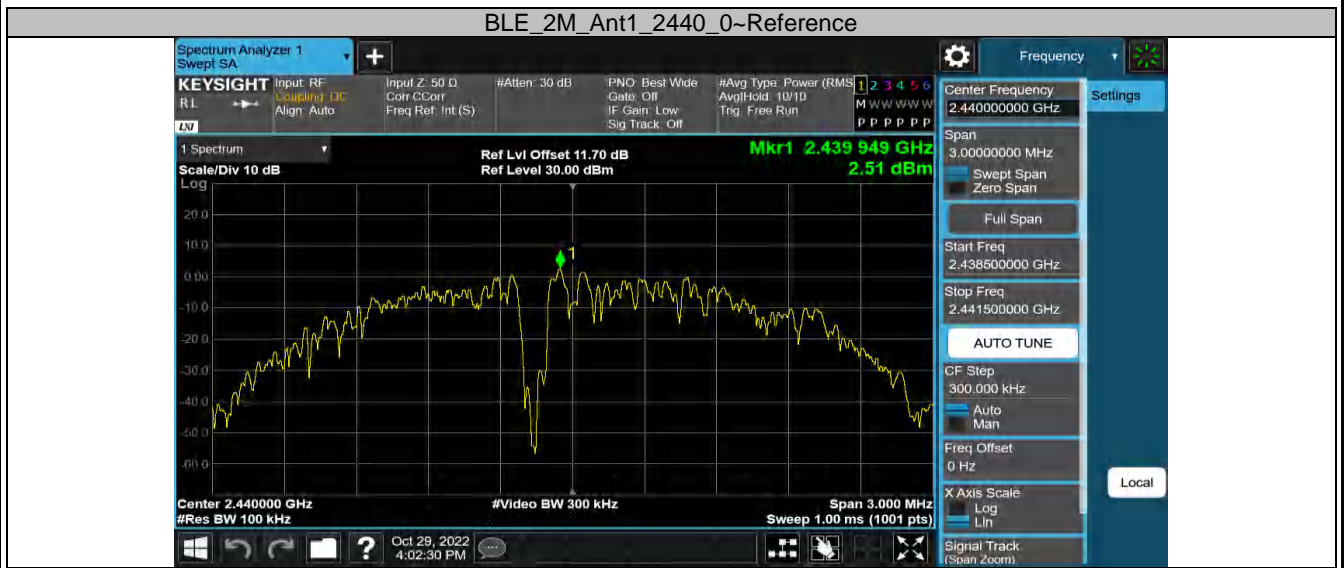 BLE_2M_Ant1_2440_0~Reference
Spectrum Analyzer 1
Swept SA
+
Frequency
KEYSIGHT
RL
LXI
Input: RF
Coupling: DC
Align: Auto
Input Z: 50 Ω
Corr CCorr
Freq Ref: Int (S)
#Atten: 30 dB
PNO: Best Wide
Gate: Off
IF Gain: Low
Sig Track: Off
#Avg Type: Power (RMS
Avg|Hold: 10/10
Trig: Free Run
1 2 3 4 5 6
M W W W W W
P P P P P P
Center Frequency
2.440000000 GHz
Settings
Span
3.00000000 MHz
Swept Span
Zero Span
Full Span
Start Freq
2.438500000 GHz
Stop Freq
2.441500000 GHz
AUTO TUNE
CF Step
300.000 kHz
Auto
Man
Freq Offset
0 Hz
X Axis Scale
Log
Lin
Signal Track
(Span Zoom)
Local
1 Spectrum
Scale/Div 10 dB
Log
Ref Lvl Offset 11.70 dB
Ref Level 30.00 dBm
Mkr1 2.439 949 GHz
2.51 dBm
1
20.0
10.0
0.00
-10.0
-20.0
-30.0
-40.0
-50.0
-60.0
Center 2.440000 GHz
#Res BW 100 kHz
#Video BW 300 kHz
Span 3.000 MHz
Sweep 1.00 ms (1001 pts)
?
Oct 29, 2022
4:02:30 PM